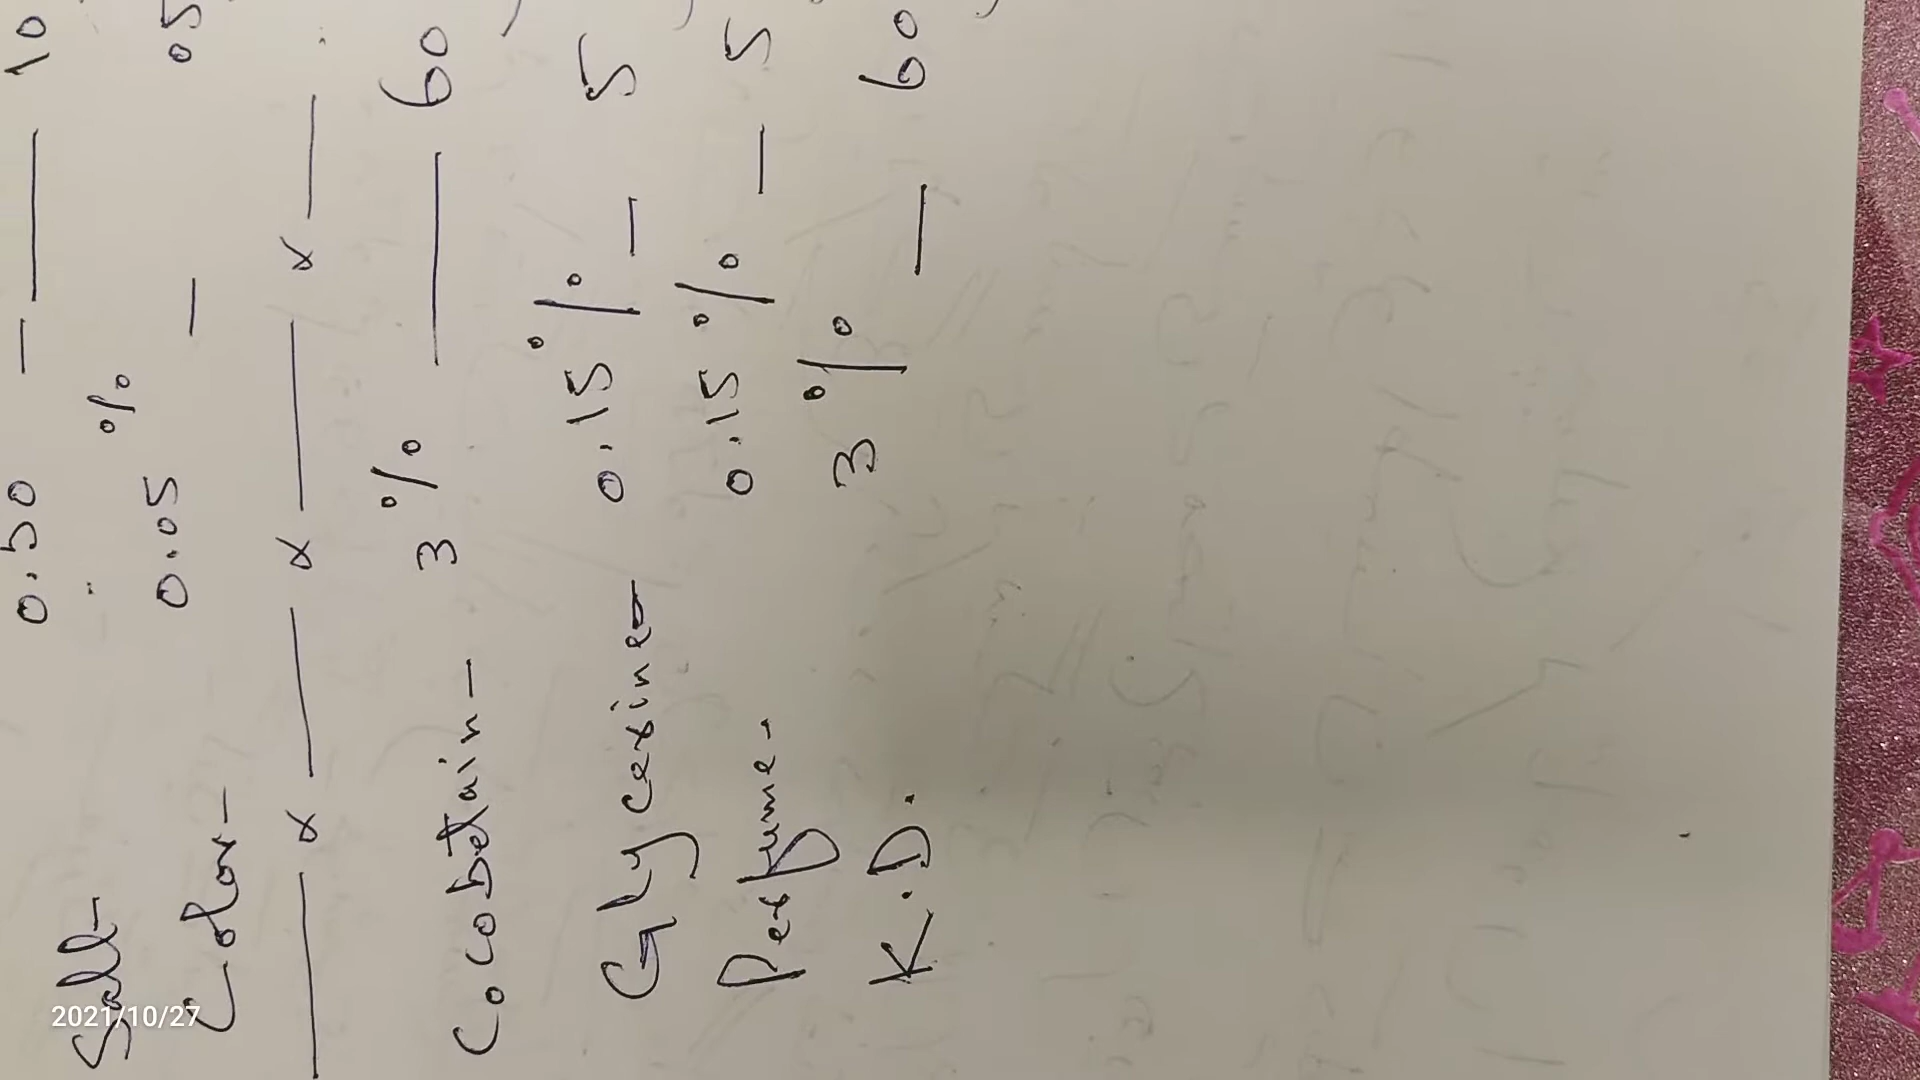 Salt- 0.50 — — 10
Color- 0.05 % — 05
— x — x — x —
Cocobetain- 3 % — 60
Glycerine- 0.15 % — 5
Perfume- 0.15 % — 5
K.D. 3 % — 60
2021/10/27